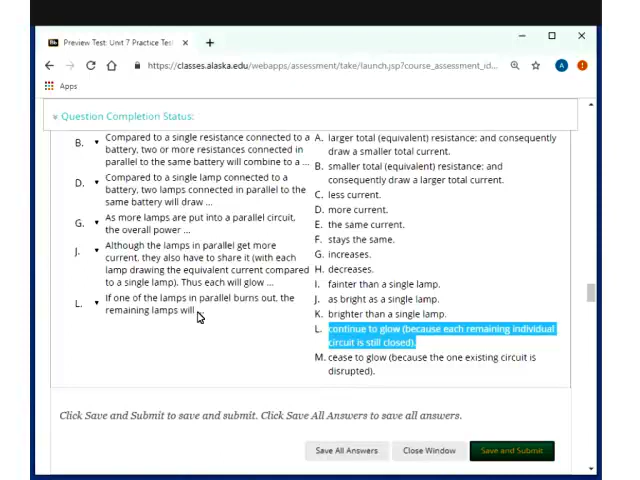 Preview Test: Unit 7 Practice Tes
https://classes.alaska.edu/webapps/assessment/take/launch.jsp?course_assessment_id...
A
Apps
Question Completion Status:
B.
Compared to a single resistance connected to a
battery, two or more resistances connected in
parallel to the same battery will combine to a ...
D.
Compared to a single lamp connected to a
battery, two lamps connected in parallel to the
same battery will draw ...
G.
As more lamps are put into a parallel circuit,
the overall power ...
J.
Although the lamps in parallel get more
current, they also have to share it (with each
lamp drawing the equivalent current compared
to a single lamp). Thus each will glow ...
L.
If one of the lamps in parallel burns out, the
remaining lamps will ...
A. larger total (equivalent) resistance; and consequently
draw a smaller total current.
B. smaller total (equivalent) resistance; and
consequently draw a larger total current.
C. less current.
D. more current.
E. the same current.
F. stays the same.
G. increases.
H. decreases.
I. fainter than a single lamp.
J. as bright as a single lamp.
K. brighter than a single lamp.
L. continue to glow (because each remaining individual
circuit is still closed).
M. cease to glow (because the one existing circuit is
disrupted).
Click Save and Submit to save and submit. Click Save All Answers to save all answers.
Save All Answers
Close Window
Save and Submit